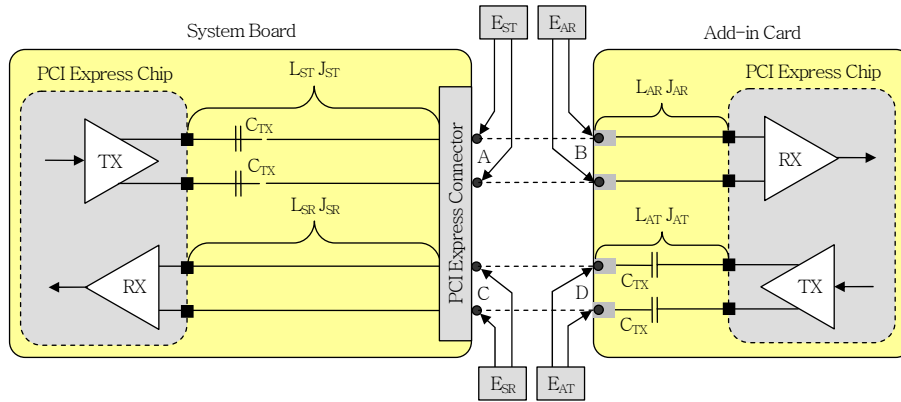 E_ST
E_AR
System Board
Add-in Card
PCI Express Chip
L_ST J_ST
L_AR J_AR
PCI Express Chip
C_TX
TX
C_TX
A
B
RX
L_SR J_SR
L_AT J_AT
PCI Express Connector
RX
C
D
C_TX
TX
C_TX
E_SR
E_AT